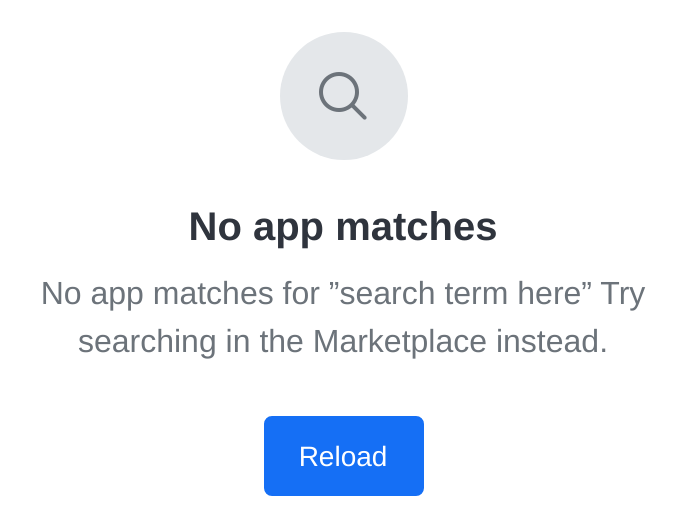 No app matches
No app matches for ”search term here” Try
searching in the Marketplace instead.
Reload